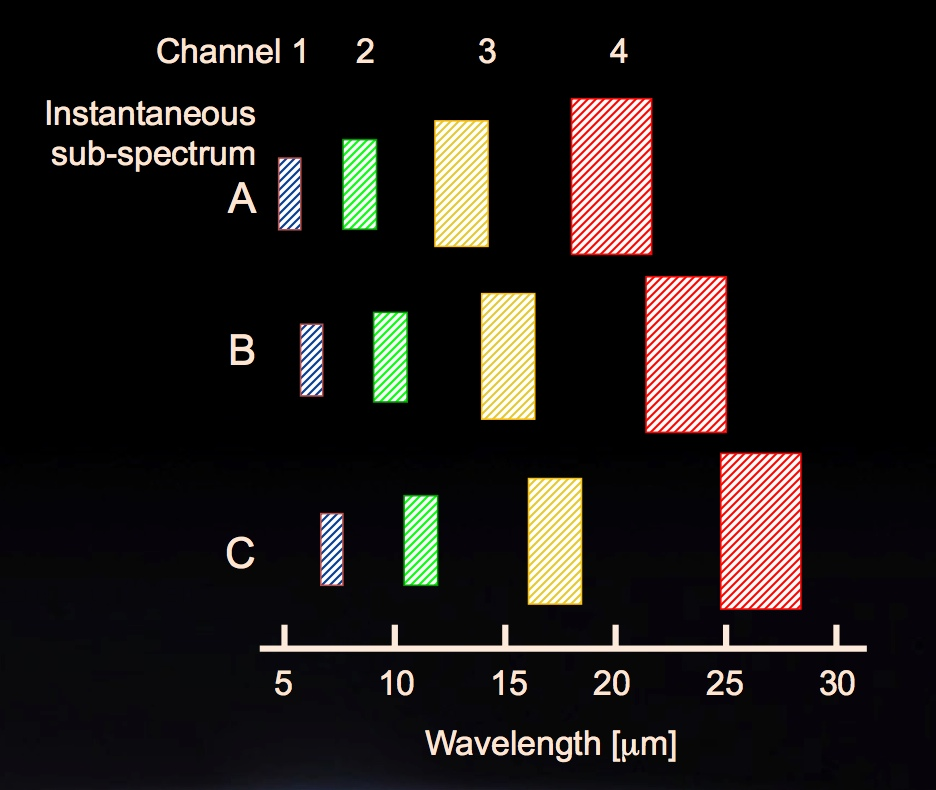 Channel 1 2 3 4
Instantaneous
sub-spectrum
A
B
C
5 10 15 20 25 30
Wavelength [μm]